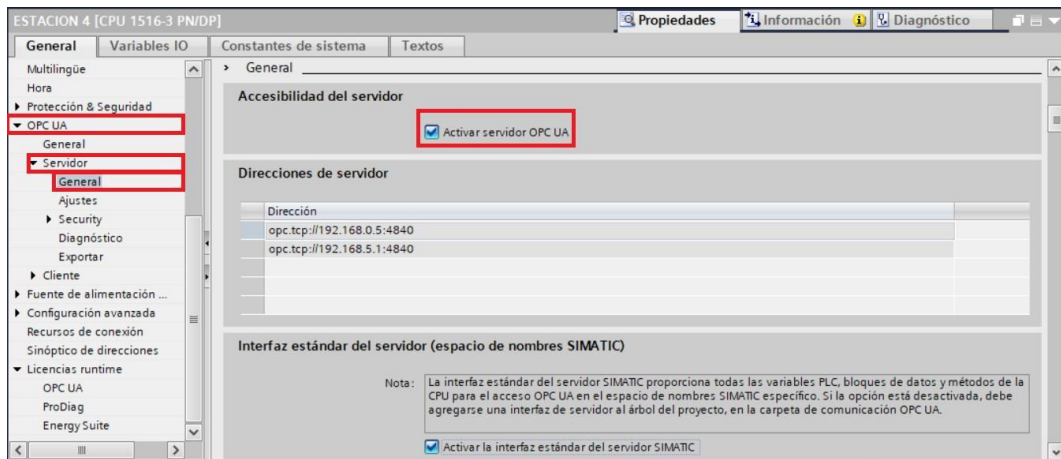 ESTACION 4 [CPU 1516-3 PN/DP]
Propiedades
Información
Diagnóstico
General
Variables IO
Constantes de sistema
Textos
Multilingüe
Hora
Protección & Seguridad
OPC UA
General
Servidor
General
Ajustes
Security
Diagnóstico
Exportar
Cliente
Fuente de alimentación ...
Configuración avanzada
Recursos de conexión
Sinóptico de direcciones
Licencias runtime
OPC UA
ProDiag
Energy Suite
General
Accesibilidad del servidor
Activar servidor OPC UA
Direcciones de servidor
Dirección
opc.tcp://192.168.0.5:4840
opc.tcp://192.168.5.1:4840
Interfaz estándar del servidor (espacio de nombres SIMATIC)
Nota:
La interfaz estándar del servidor SIMATIC proporciona todas las variables PLC, bloques de datos y métodos de la
CPU para el acceso OPC UA en el espacio de nombres SIMATIC específico. Si la opción está desactivada, debe
agregarse una interfaz de servidor al árbol del proyecto, en la carpeta de comunicación OPC UA.
Activar la interfaz estándar del servidor SIMATIC